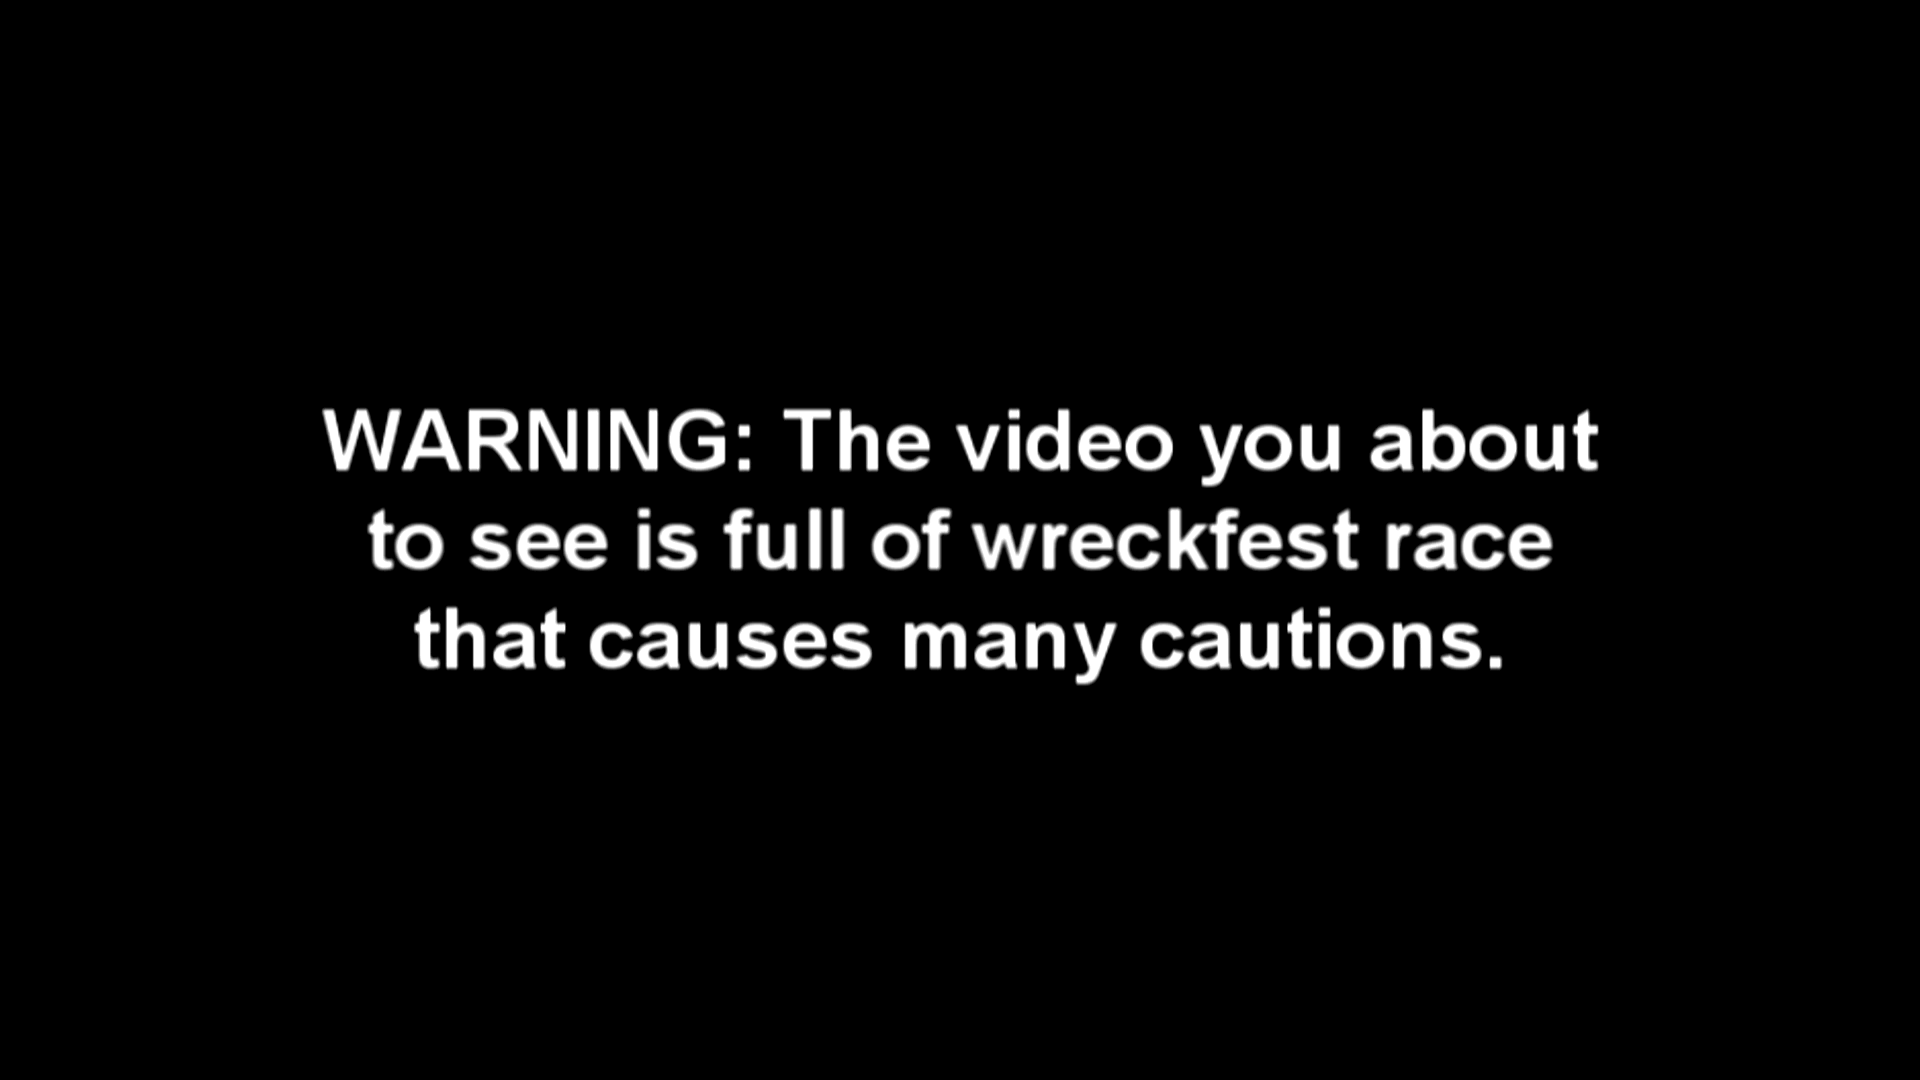 WARNING: The video you about
to see is full of wreckfest race
that causes many cautions.